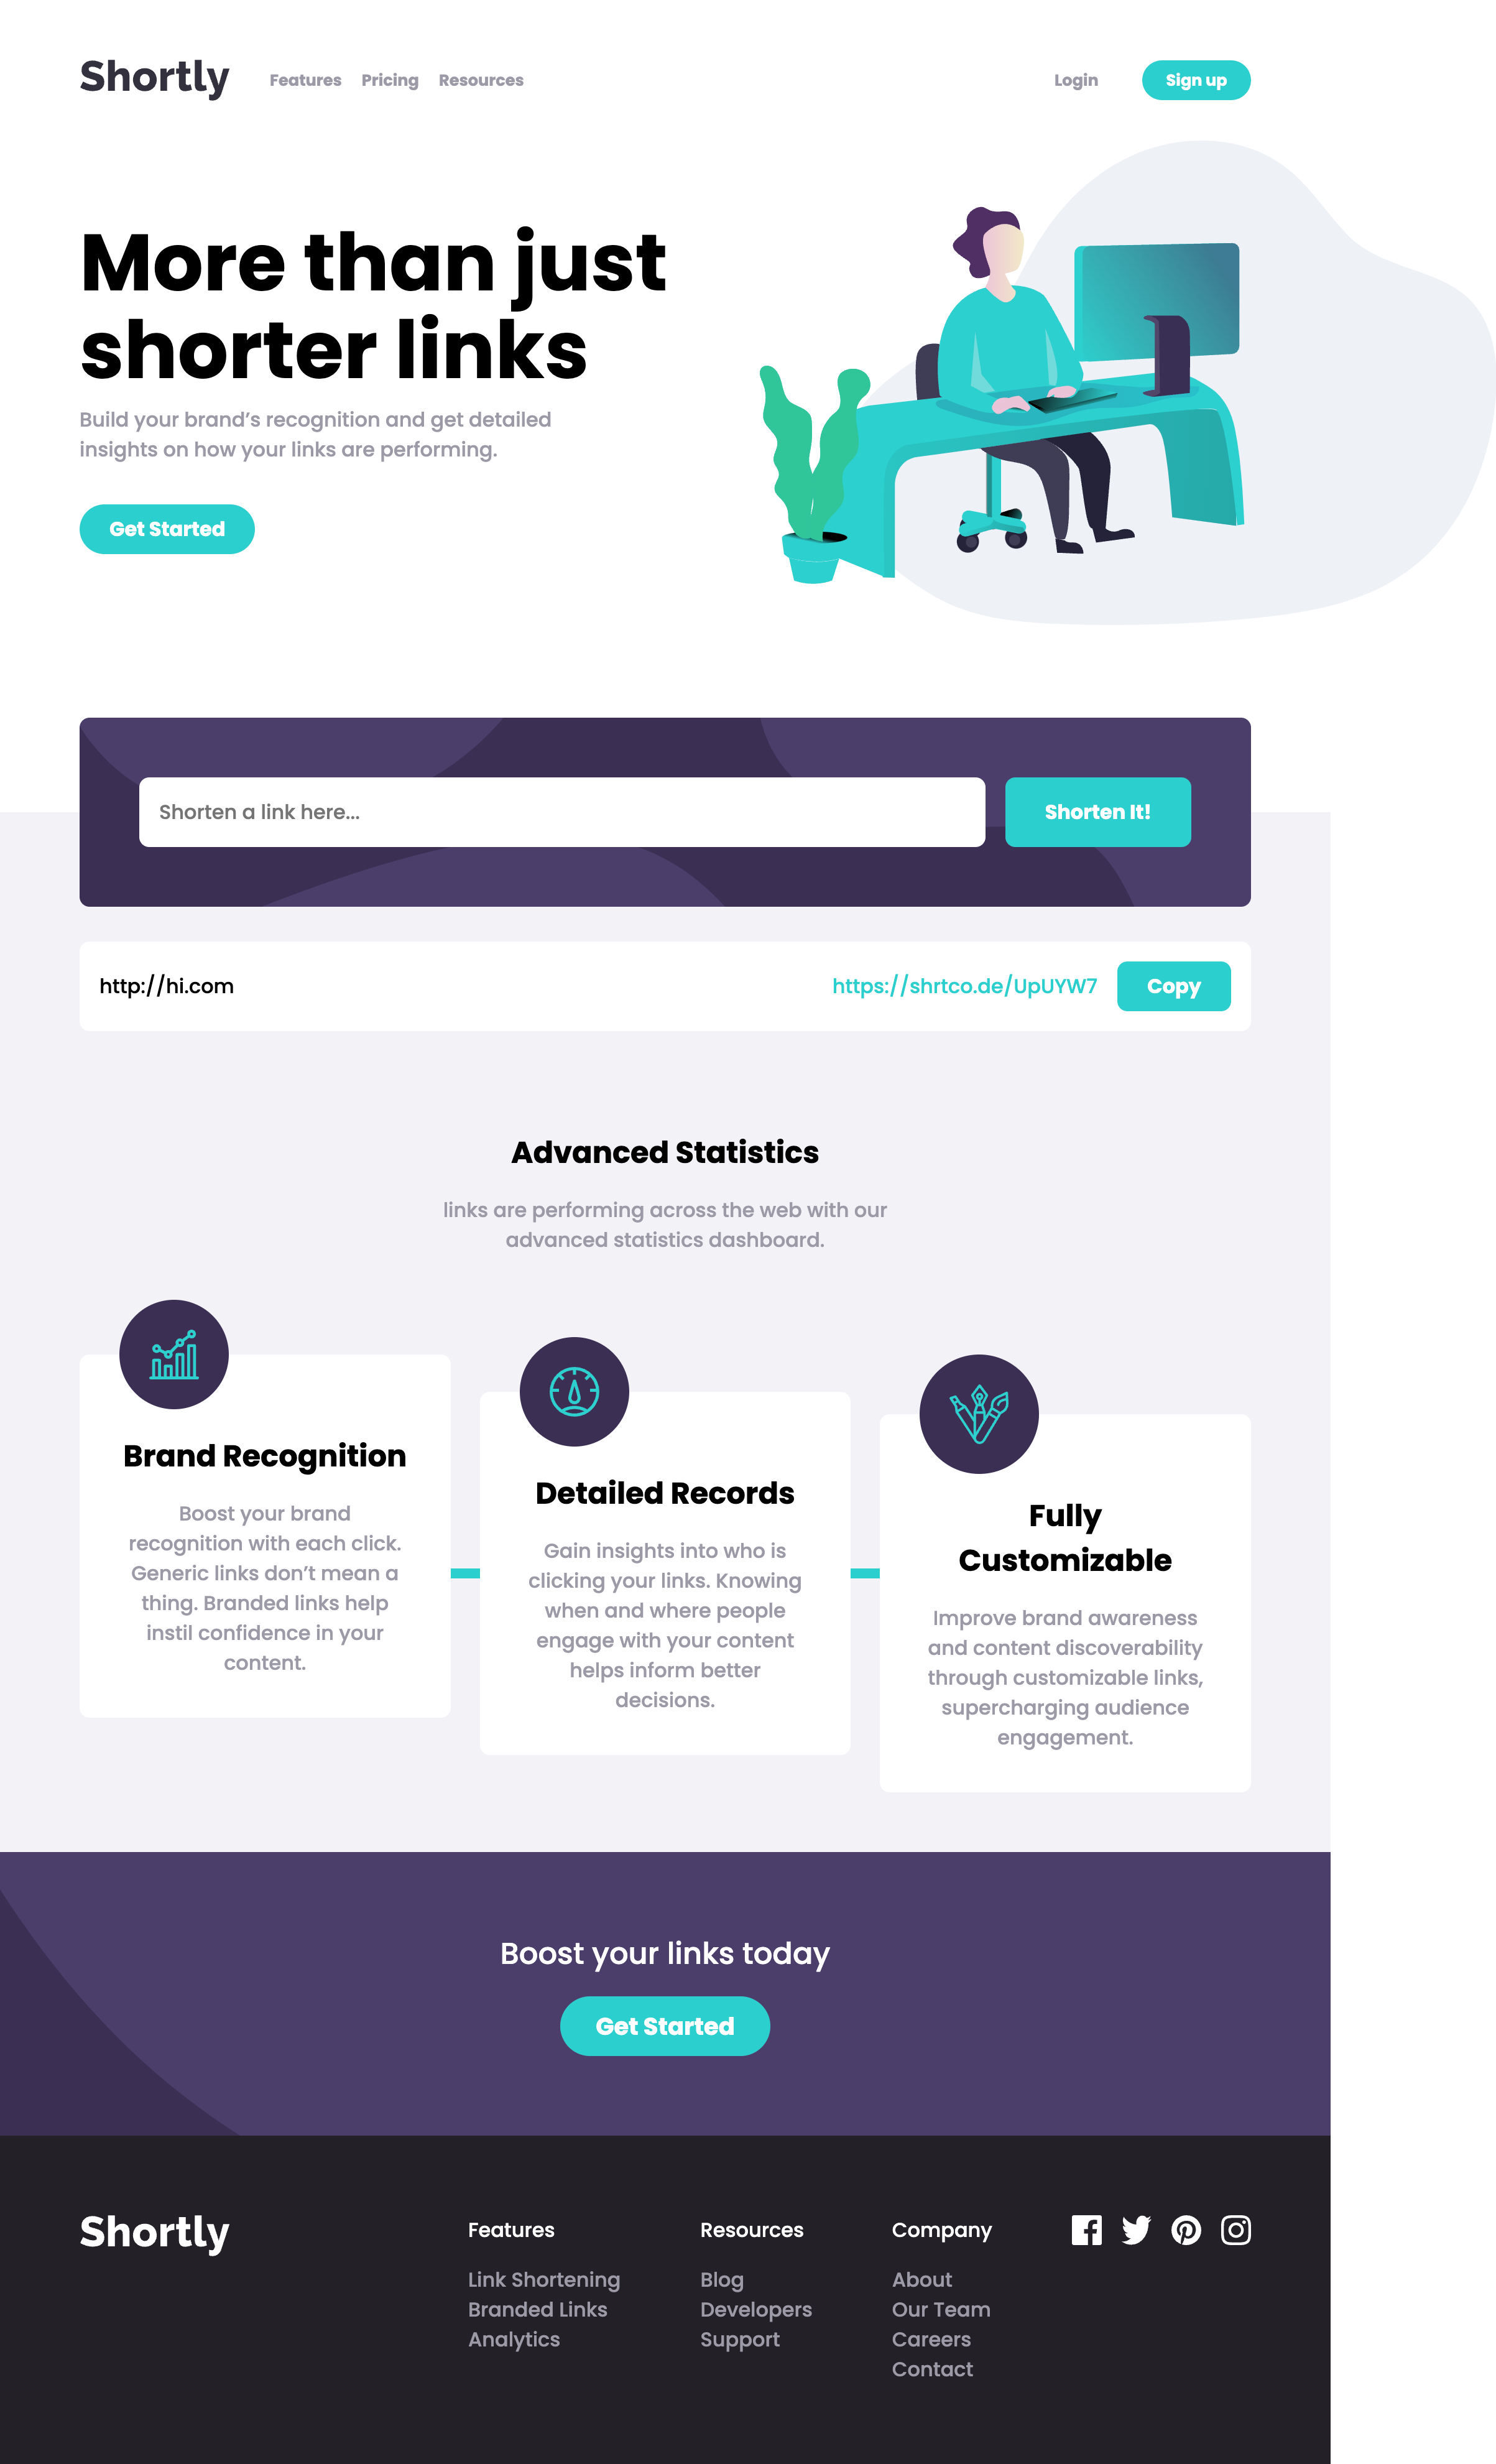 Shortly
Features Pricing Resources
Login
Sign up
More than just
shorter links
Build your brand’s recognition and get detailed
insights on how your links are performing.
Get Started
Shorten a link here...
Shorten It!
http://hi.com
https://shrtco.de/UpUYW7
Copy
Advanced Statistics
links are performing across the web with our
advanced statistics dashboard.
Brand Recognition
Boost your brand
recognition with each click.
Generic links don’t mean a
thing. Branded links help
instil confidence in your
content.
Detailed Records
Gain insights into who is
clicking your links. Knowing
when and where people
engage with your content
helps inform better
decisions.
Fully
Customizable
Improve brand awareness
and content discoverability
through customizable links,
supercharging audience
engagement.
Boost your links today
Get Started
Shortly
Features
Link Shortening
Branded Links
Analytics
Resources
Blog
Developers
Support
Company
About
Our Team
Careers
Contact